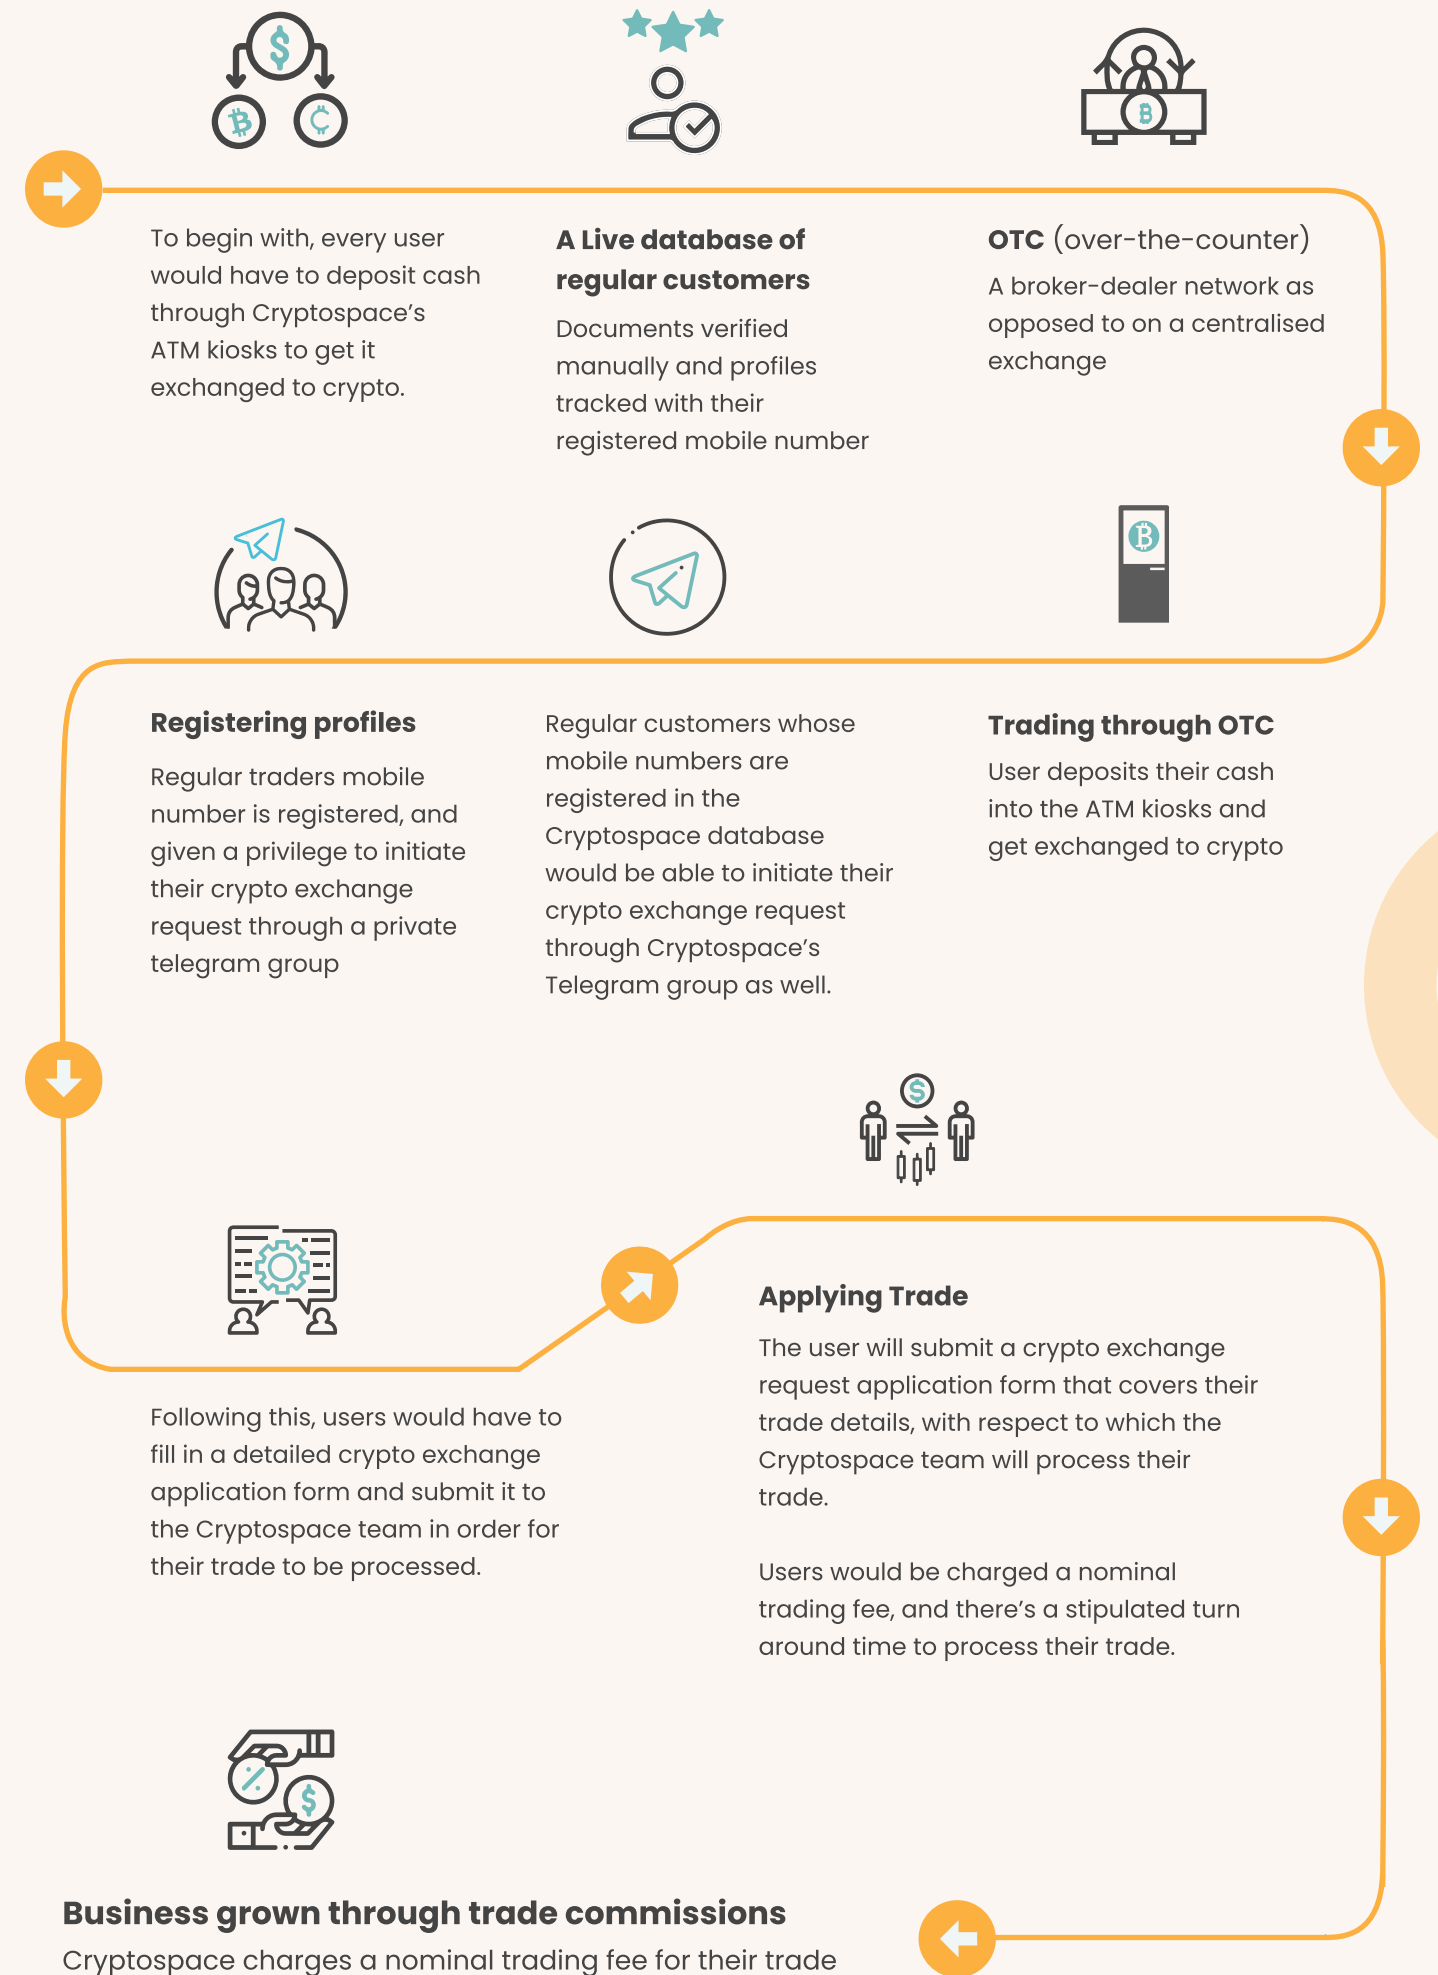 To begin with, every user
would have to deposit cash
through Cryptospace’s
ATM kiosks to get it
exchanged to crypto.
A Live database of
regular customers
Documents verified
manually and profiles
tracked with their
registered mobile number
OTC (over-the-counter)
A broker-dealer network as
opposed to on a centralised
exchange
Registering profiles
Regular traders mobile
number is registered, and
given a privilege to initiate
their crypto exchange
request through a private
telegram group
Regular customers whose
mobile numbers are
registered in the
Cryptospace database
would be able to initiate their
crypto exchange request
through Cryptospace’s
Telegram group as well.
Trading through OTC
User deposits their cash
into the ATM kiosks and
get exchanged to crypto
Following this, users would have to
fill in a detailed crypto exchange
application form and submit it to
the Cryptospace team in order for
their trade to be processed.
Applying Trade
The user will submit a crypto exchange
request application form that covers their
trade details, with respect to which the
Cryptospace team will process their
trade.
Users would be charged a nominal
trading fee, and there’s a stipulated turn
around time to process their trade.
Business grown through trade commissions
Cryptospace charges a nominal trading fee for their trade